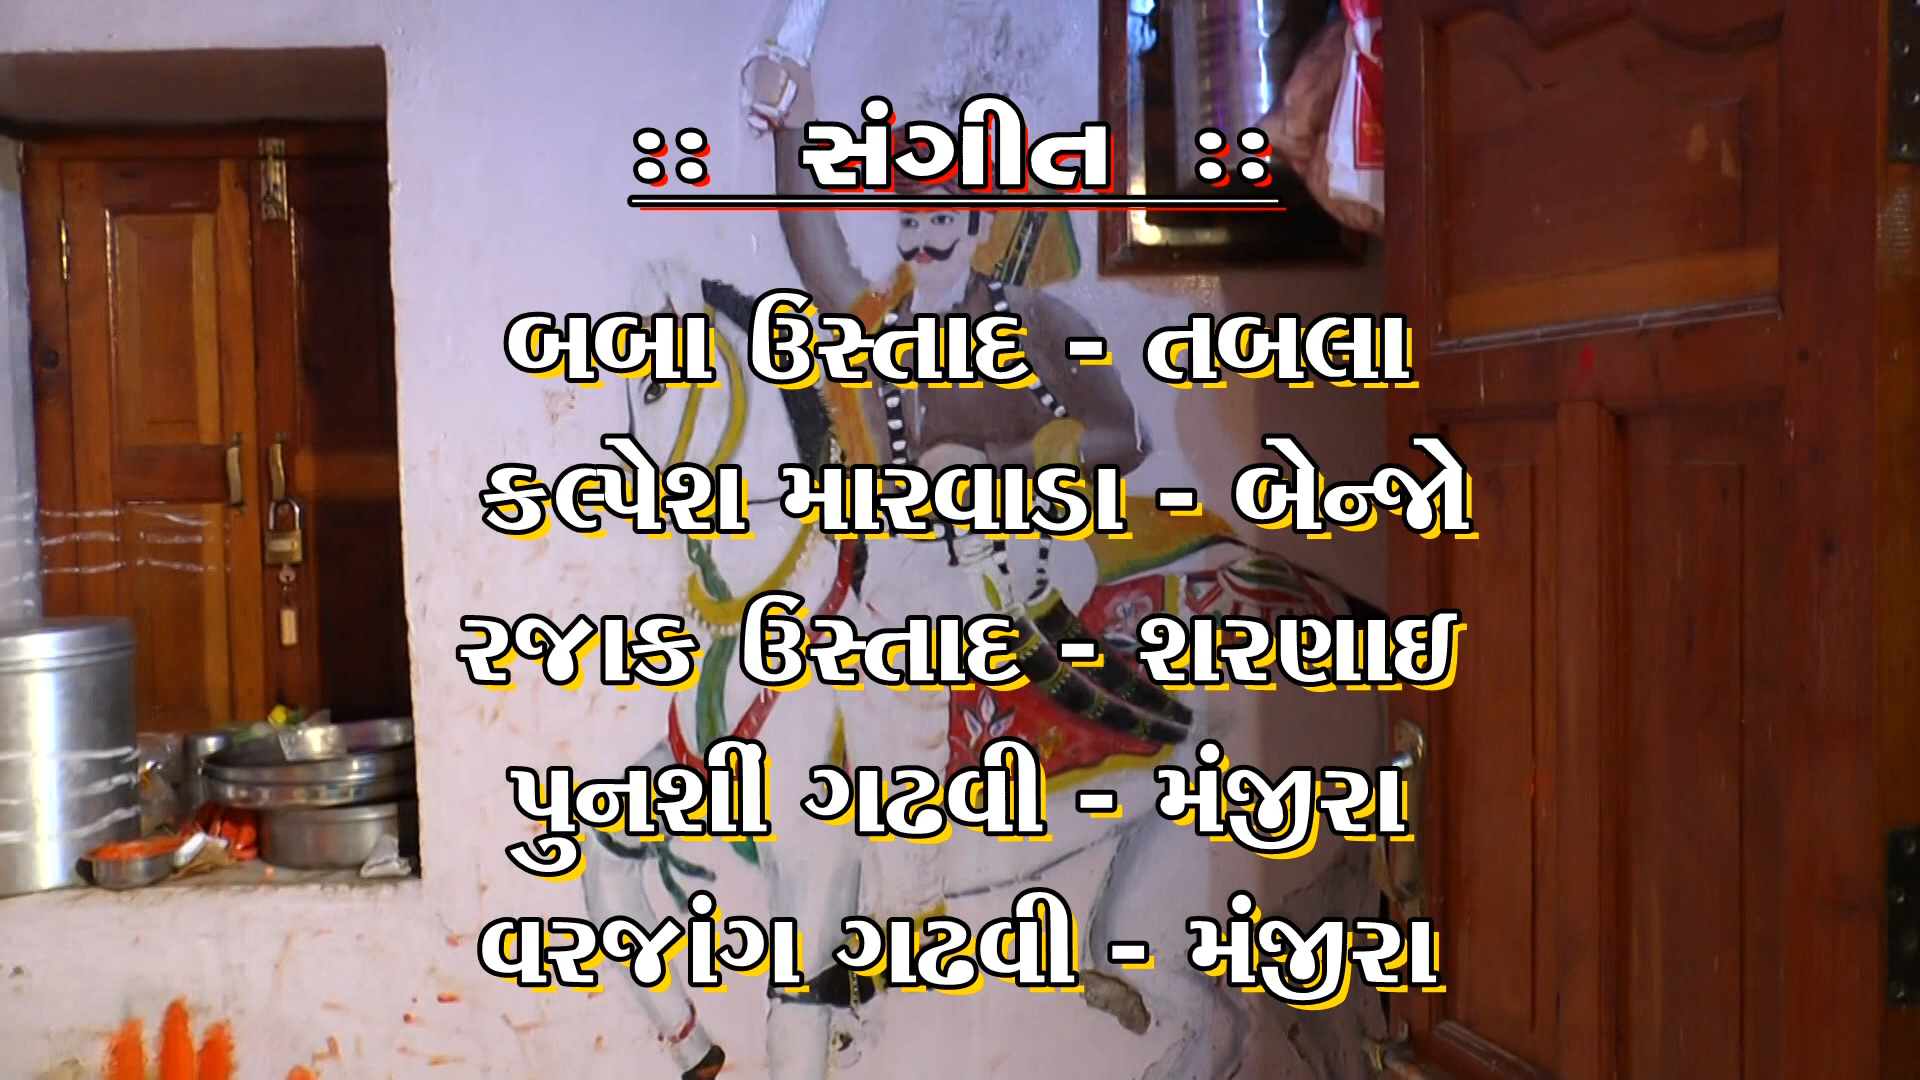 :: સંગીત ::
બબા ઉસ્તાદ - તબલા
કલ્પેશ મારવાડા - બેન્જો
રજાક ઉસ્તાદ - શરણાઇ
પુનશીં ગઢવી - મંજીરા
વરજાંગ ગઢવી - મંજીરા